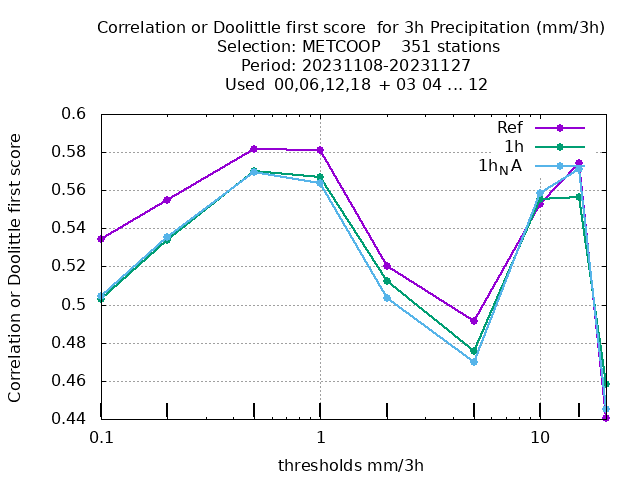 Correlation or Doolittle first score  for 3h Precipitation (mm/3h)
Selection: METCOOP    351 stations
Period: 20231108-20231127
Used  00,06,12,18  + 03 04 ... 12
Correlation or Doolittle first score
0.6
0.58
0.56
0.54
0.52
0.5
0.48
0.46
0.44
Ref
1h
1hNA
0.1
1
10
thresholds mm/3h